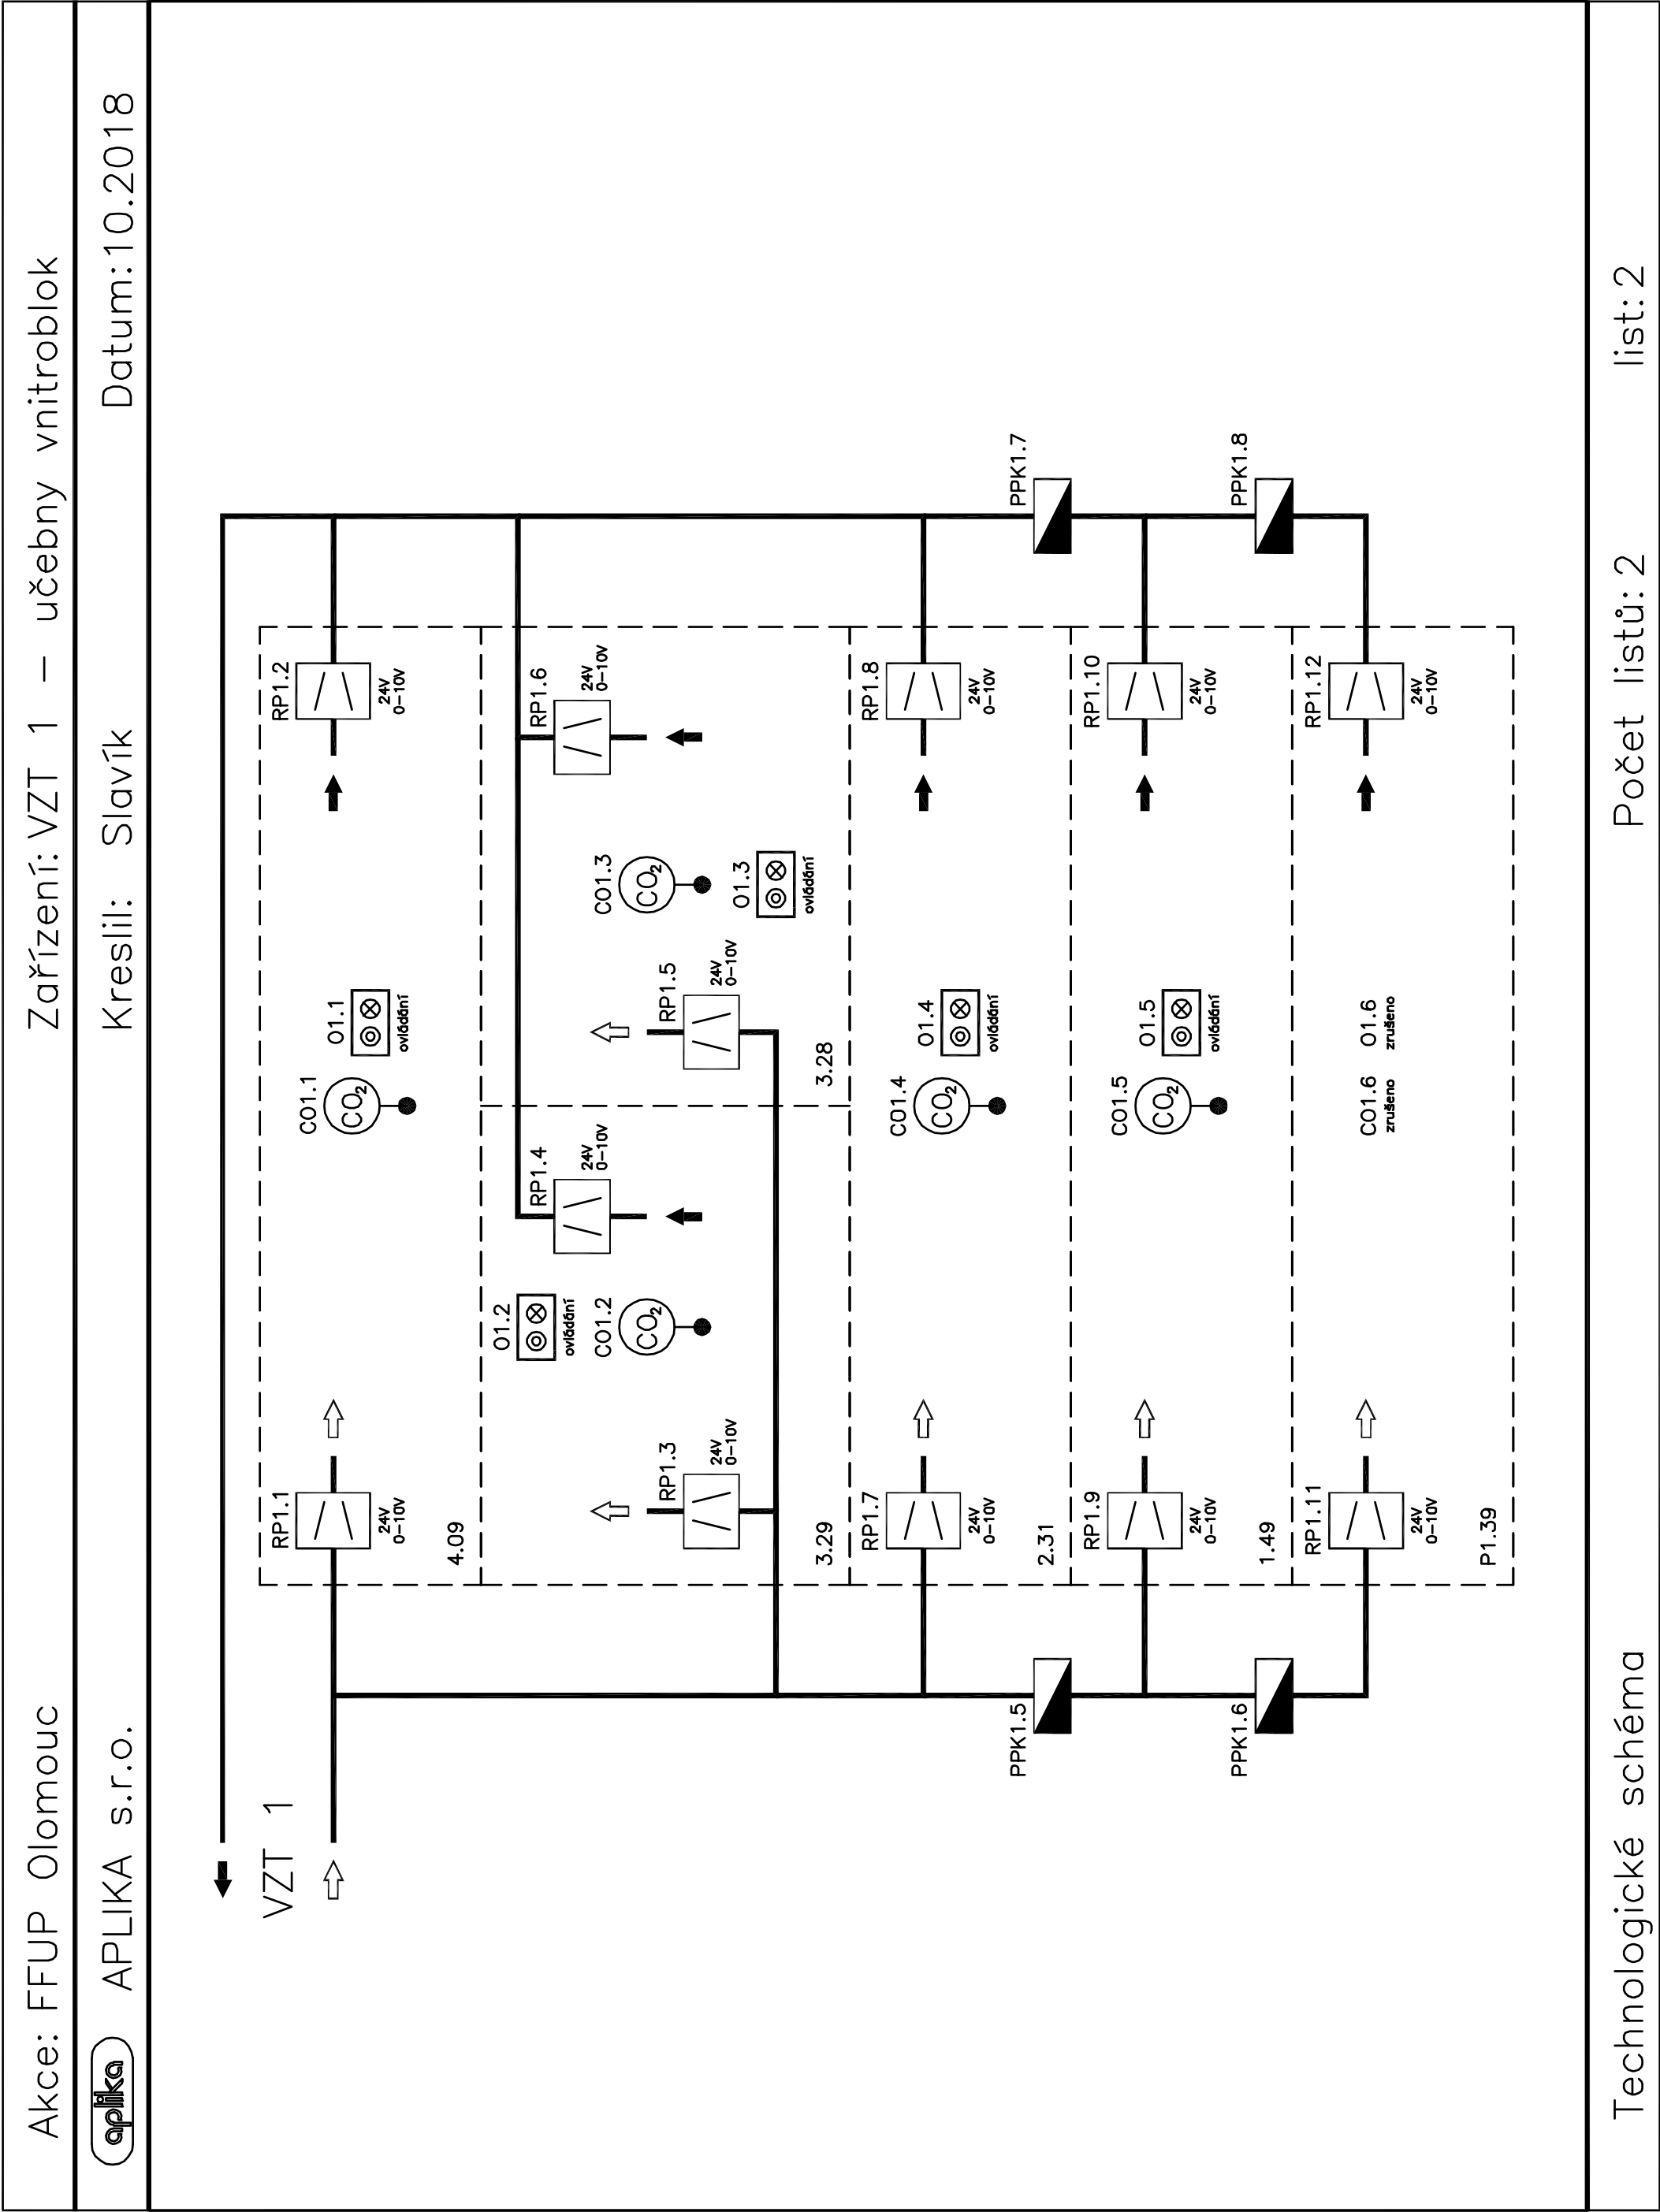 Akce: FFUP Olomouc Zařízení: VZT 1 – učebny vnitroblok
aplika APLIKA s.r.o. Kreslil: Slavík Datum: 10.2018
VZT 1
RP1.1
24V
0–10V
CO1.1
CO2
O1.1
ovládání
RP1.2
24V
0–10V
4.09
O1.2
ovládání
CO1.2
CO2
RP1.4
24V
0–10V
RP1.6
24V
0–10V
CO1.3
CO2
O1.3
ovládání
RP1.3
24V
0–10V
RP1.5
24V
0–10V
3.29
3.28
RP1.7
24V
0–10V
CO1.4
CO2
O1.4
ovládání
RP1.8
24V
0–10V
2.31
PPK1.5
PPK1.7
RP1.9
24V
0–10V
CO1.5
CO2
O1.5
ovládání
RP1.10
24V
0–10V
1.49
PPK1.6
PPK1.8
RP1.11
24V
0–10V
CO1.6
zrušeno
O1.6
zrušeno
RP1.12
24V
0–10V
P1.39
Technologické schéma Počet listů: 2 list: 2